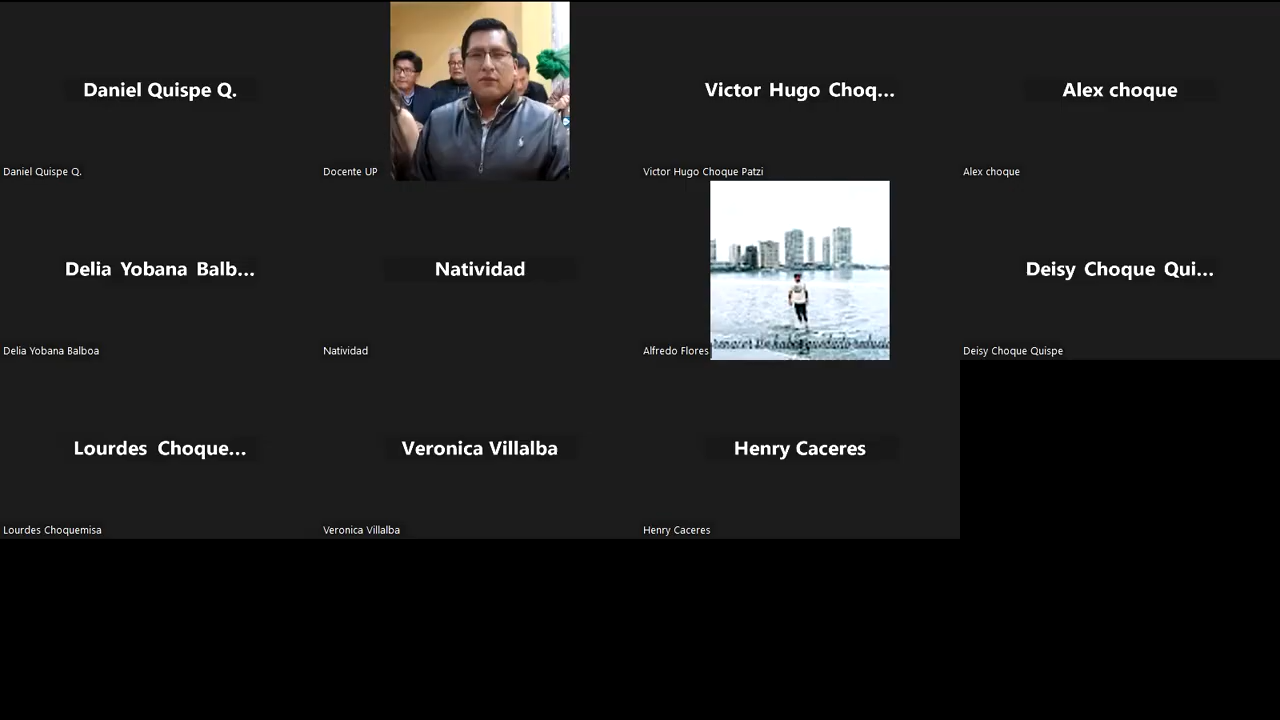 Daniel Quispe Q.
Daniel Quispe Q.
Docente UP
Victor Hugo Choq...
Victor Hugo Choque Patzi
Alex choque
Alex choque
Delia Yobana Balb...
Delia Yobana Balboa
Natividad
Natividad
Alfredo Flores
Deisy Choque Qui...
Deisy Choque Quispe
Lourdes Choque...
Lourdes Choquemisa
Veronica Villalba
Veronica Villalba
Henry Caceres
Henry Caceres